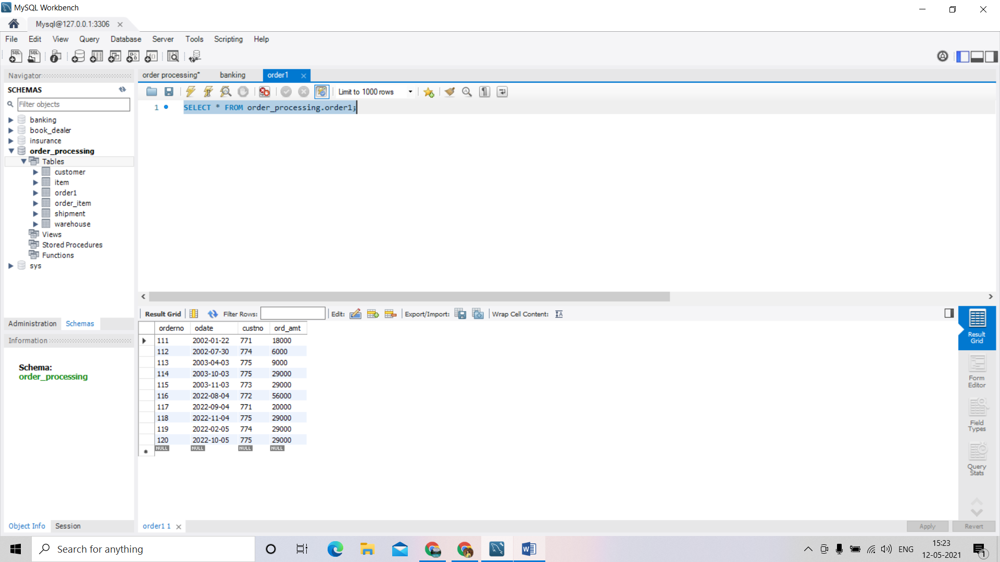 MySQL Workbench
Mysql@127.0.0.1:3306
File Edit View Query Database Server Tools Scripting Help
Navigator
SCHEMAS
Filter objects
banking
book_dealer
insurance
order_processing
Tables
customer
item
order1
order_item
shipment
warehouse
Views
Stored Procedures
Functions
sys
Administration Schemas
Information
Schema:
order_processing
Object Info Session
order processing* banking order1
Limit to 1000 rows
1 SELECT * FROM order_processing.order1;
Result Grid Filter Rows: Edit: Export/Import: Wrap Cell Content:
orderno odate custno ord_amt
111 2002-01-22 771 18000
112 2002-07-30 774 6000
113 2003-04-03 775 9000
114 2003-10-03 775 29000
115 2003-11-03 773 29000
116 2022-08-04 772 56000
117 2022-09-04 771 20000
118 2022-11-04 775 29000
119 2022-02-05 774 29000
120 2022-10-05 775 29000
NULL NULL NULL NULL
Result
Grid
Form
Editor
Field
Types
Query
Stats
order1 1
Apply Revert
Search for anything
ENG
15:23
12-05-2021
1